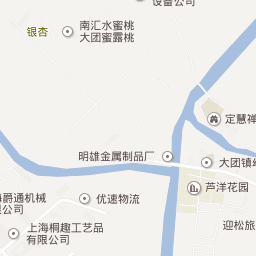 设备公司
南汇水蜜桃
大团蜜露桃
银杏
定慧禅
明雄金属制品厂
大团镇
芦洋花园
海爵通机械
有限公司
优速物流
迎松旅
上海桐趣工艺品
有限公司